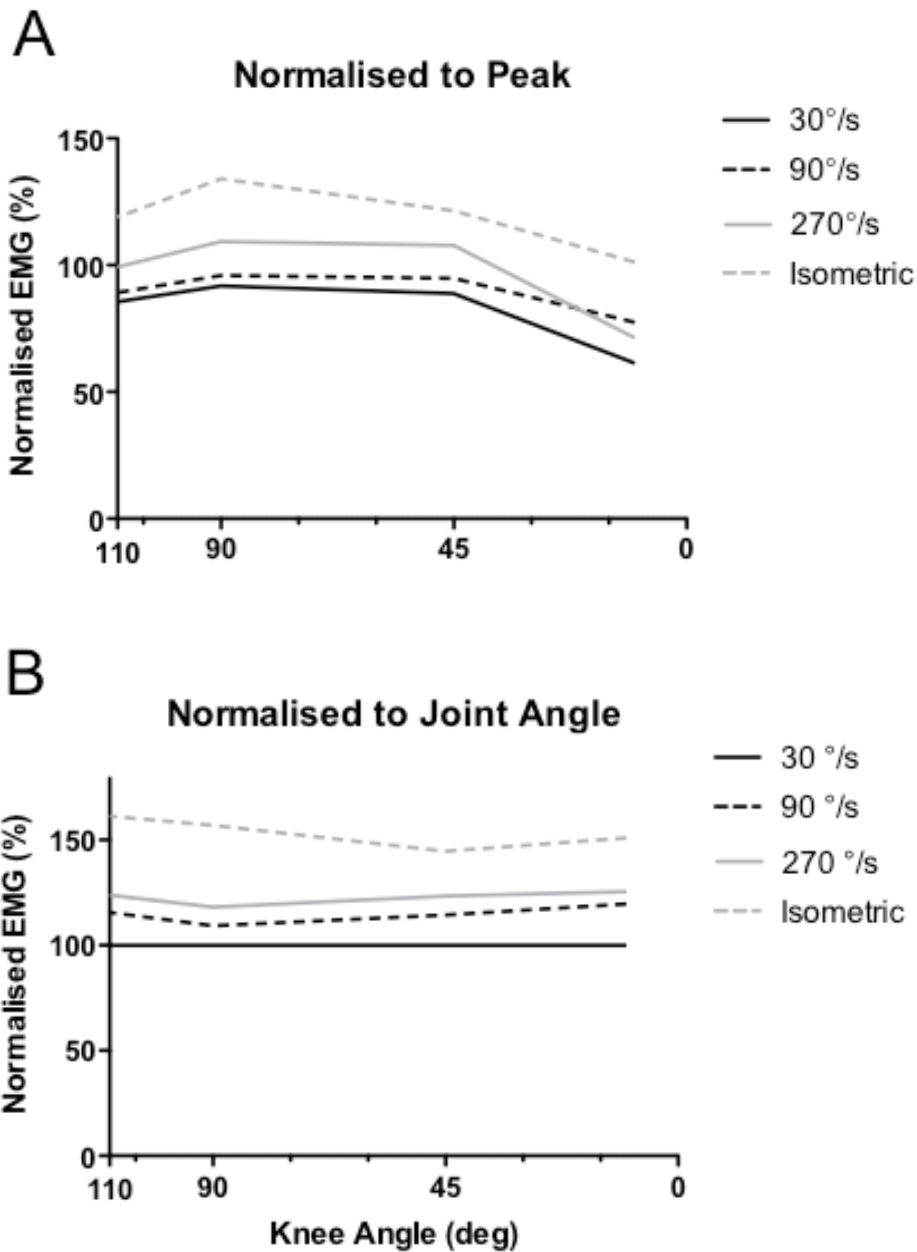 A
Normalised to Peak
Normalised EMG (%)
150
100
50
0
110
90
45
0
30°/s
90°/s
270°/s
Isometric
B
Normalised to Joint Angle
Normalised EMG (%)
150
100
50
0
110
90
45
0
Knee Angle (deg)
30 °/s
90 °/s
270 °/s
Isometric